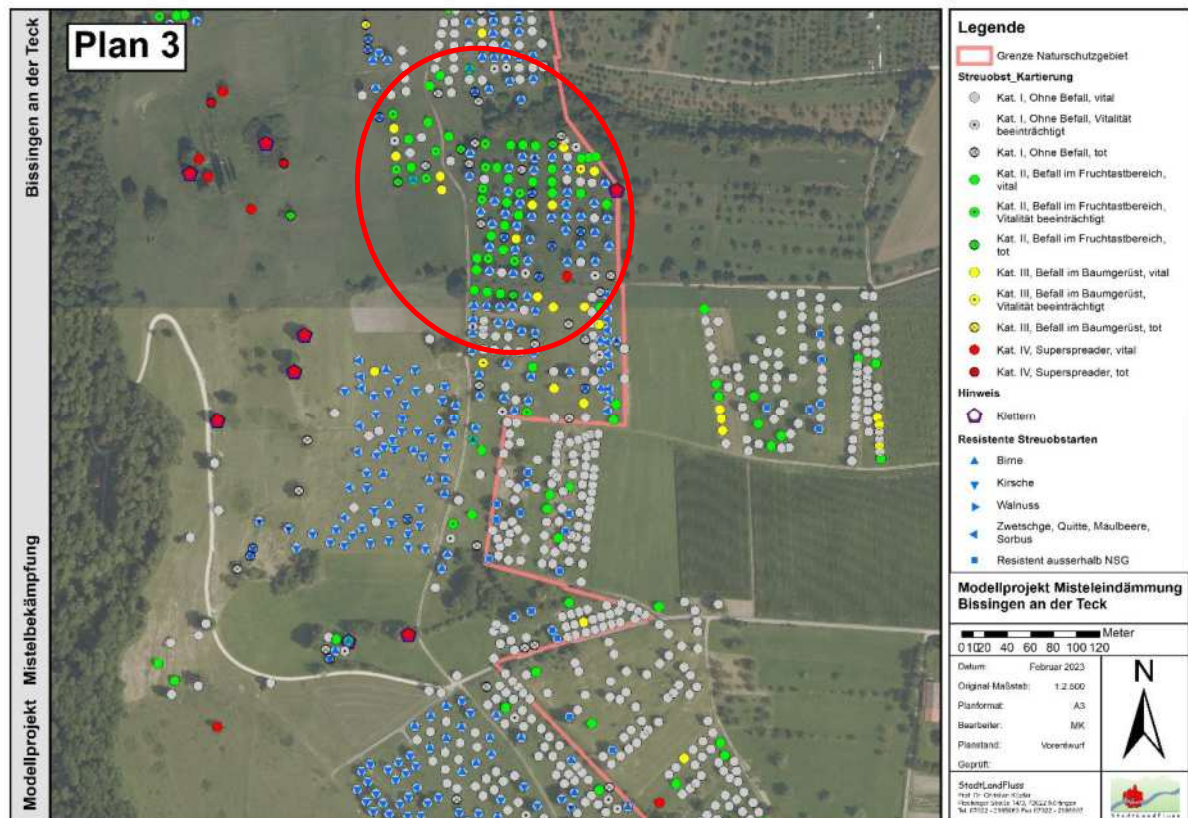 Plan 3
Bissingen an der Teck
Modellprojekt Mistelbekämpfung
Legende
Grenze Naturschutzgebiet
Streuobst_Kartierung
Kat. I, Ohne Befall, vital
Kat. I, Ohne Befall, Vitalität
beeinträchtigt
Kat. I, Ohne Befall, tot
Kat. II, Befall im Fruchtastbereich,
vital
Kat. II, Befall im Fruchtastbereich,
Vitalität beeinträchtigt
Kat. II, Befall im Fruchtastbereich,
tot
Kat. III, Befall im Baumgerüst, vital
Kat. III, Befall im Baumgerüst,
Vitalität beeinträchtigt
Kat. III, Befall im Baumgerüst, tot
Kat. IV, Superspreader, vital
Kat. IV, Superspreader, tot
Hinweis
Klettern
Resistente Streuobstarten
Birne
Kirsche
Walnuss
Zwetschge, Quitte, Maulbeere,
Sorbus
Resistent ausserhalb NSG
Modellprojekt Misteleindämmung
Bissingen an der Teck
Meter
0 10 20 40 60 80 100 120
Datum: Februar 2023
Original-Maßstab: 1:2.500
Planformat: A3
Bearbeiter: MK
Planstand: Vorentwurf
Geprüft:
N
StadtLandFluss
Prof. Dr. Christian Küpfer
StadtLandFluss